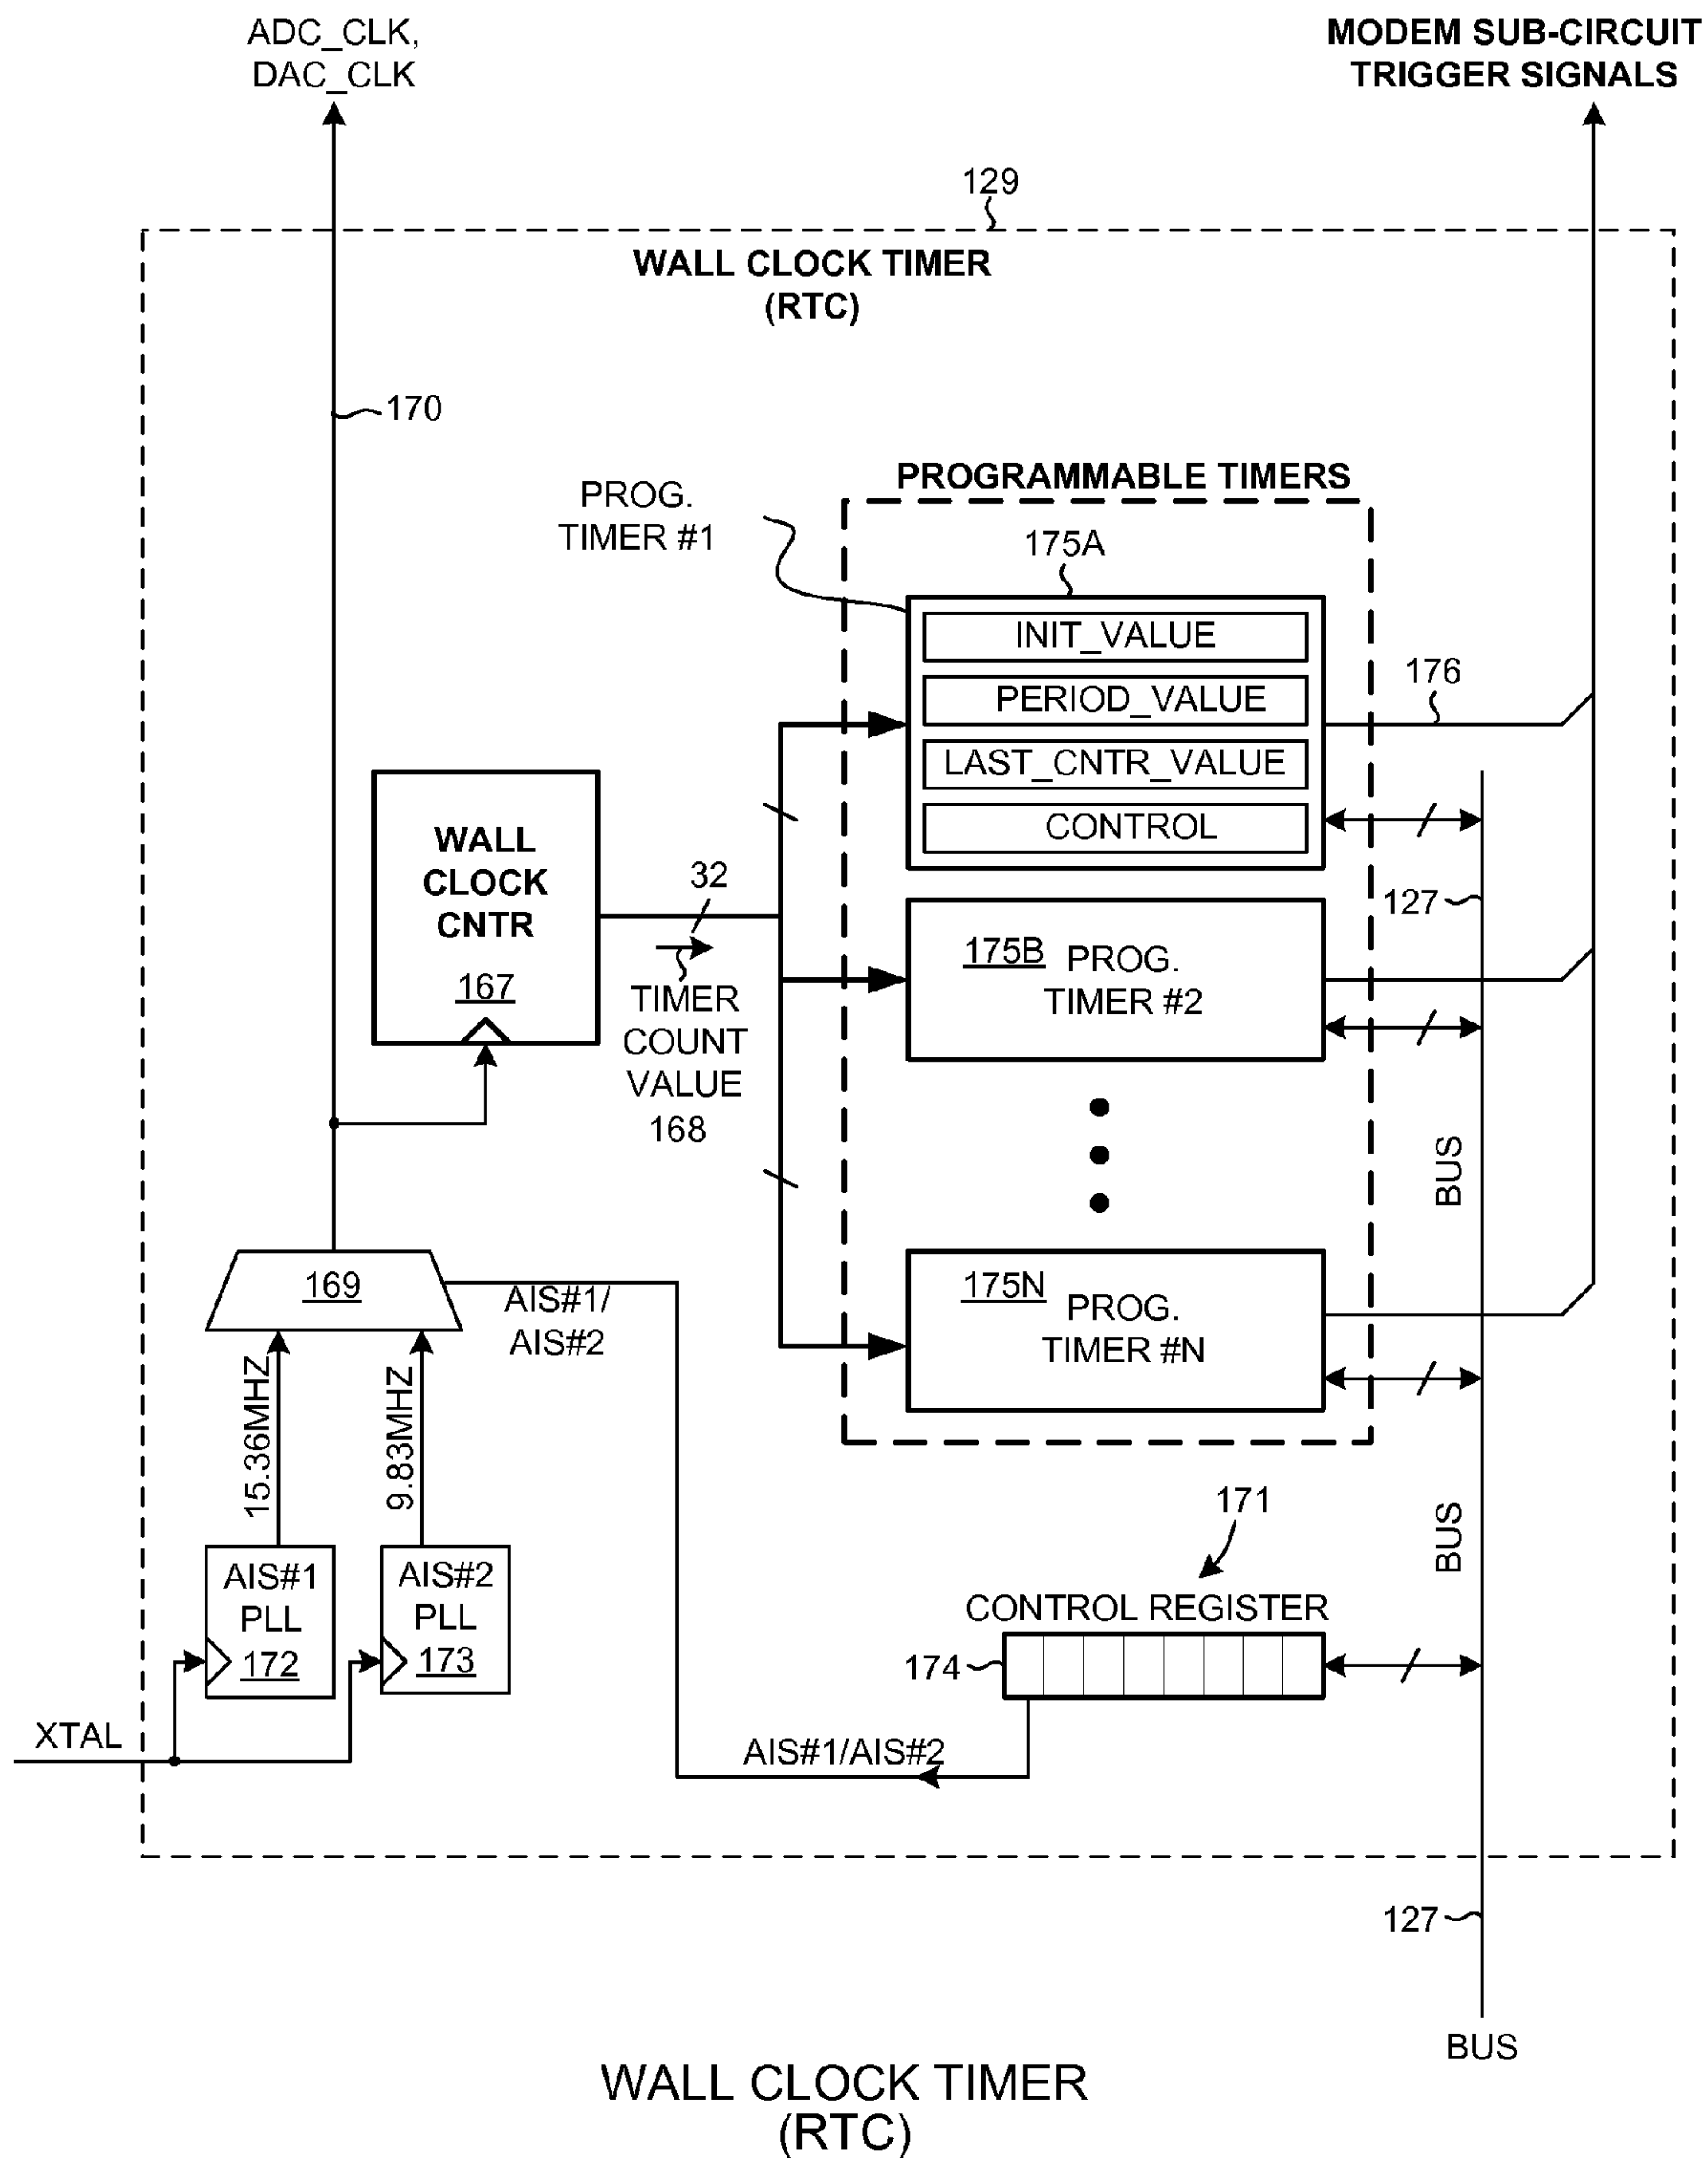 ADC_CLK,
DAC_CLK
MODEM SUB-CIRCUIT
TRIGGER SIGNALS
129
WALL CLOCK TIMER
(RTC)
170
PROGRAMMABLE TIMERS
PROG.
TIMER #1
175A
INIT_VALUE
PERIOD_VALUE
LAST_CNTR_VALUE
CONTROL
176
WALL
CLOCK
CNTR
167
32
TIMER
COUNT
VALUE
168
127
175B PROG.
TIMER #2
BUS
175N PROG.
TIMER #N
169
AIS#1/
AIS#2
15.36MHZ
9.83MHZ
AIS#1
PLL
172
AIS#2
PLL
173
171
BUS
CONTROL REGISTER
174
XTAL
AIS#1/AIS#2
127
BUS
WALL CLOCK TIMER
(RTC)